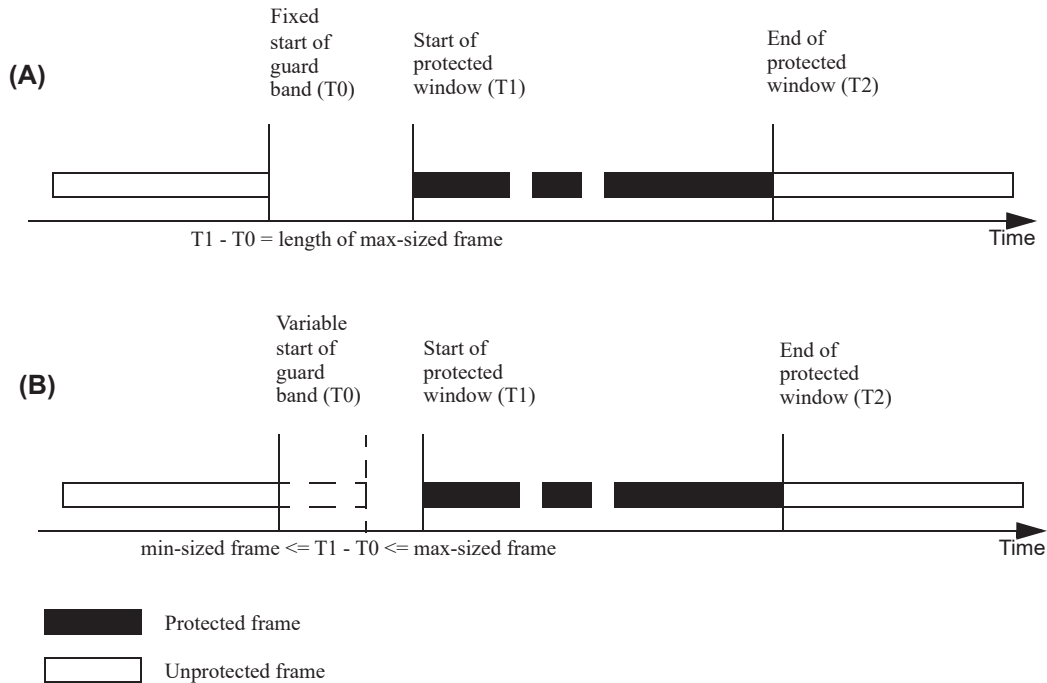 (A)
Fixed
start of
guard
band (T0)
Start of
protected
window (T1)
End of
protected
window (T2)
T1 - T0 = length of max-sized frame
Time
(B)
Variable
start of
guard
band (T0)
Start of
protected
window (T1)
End of
protected
window (T2)
min-sized frame <= T1 - T0 <= max-sized frame
Time
Protected frame
Unprotected frame